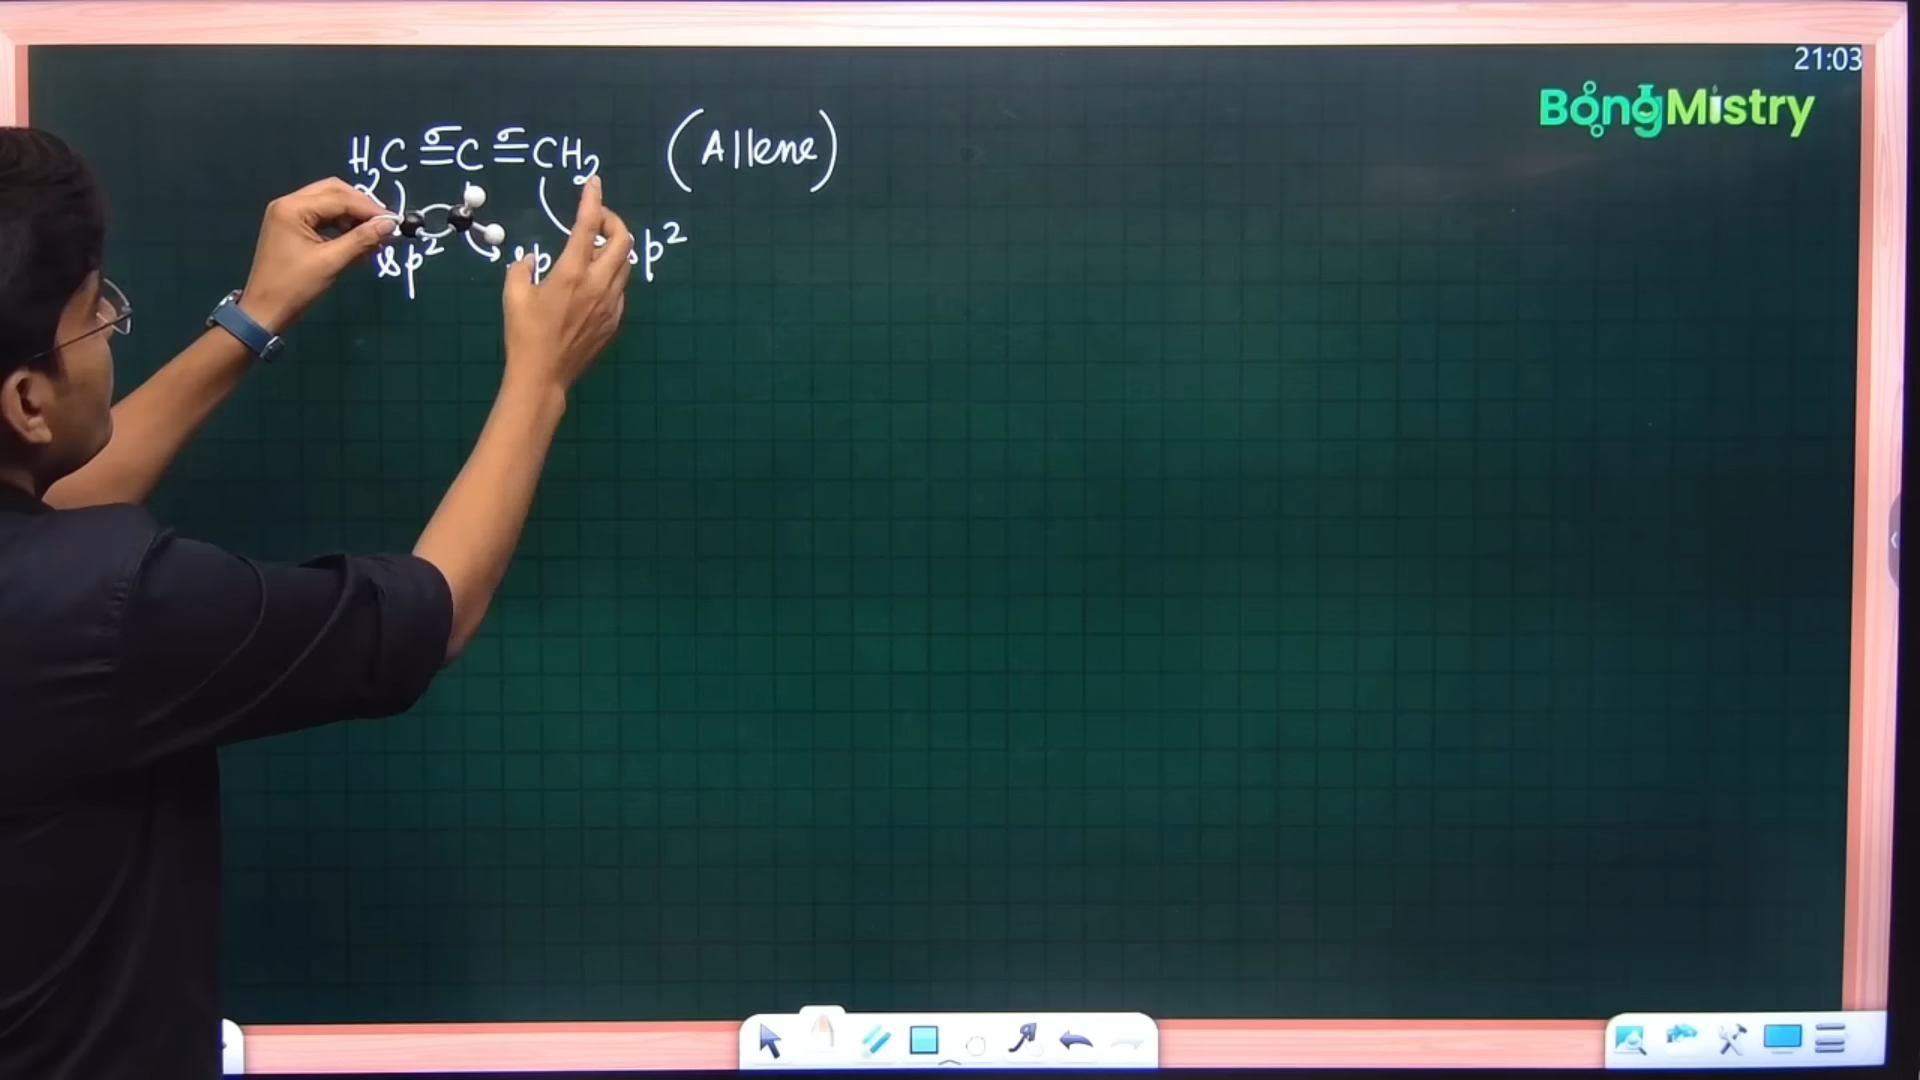 21:03
BongMistry
H₂C = C = CH₂ (Allene)
σ σ
sp² sp sp²